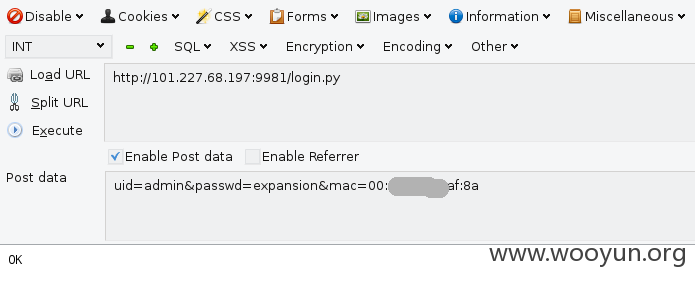 Disable Cookies CSS Forms Images Information Miscellaneous
INT SQL XSS Encryption Encoding Other
Load URL http://101.227.68.197:9981/login.py
Split URL
Execute
Enable Post data Enable Referrer
Post data
uid=admin&passwd=expansion&mac=00: af:8a
www.wooyun.org
OK